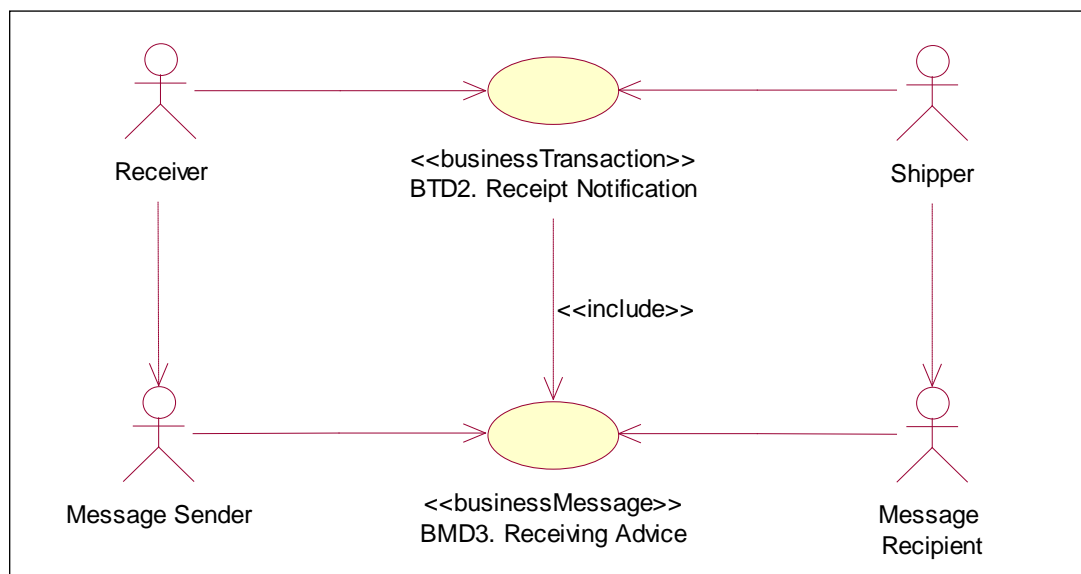 Receiver
<<businessTransaction>>
BTD2. Receipt Notification
Shipper
<<include>>
Message Sender
<<businessMessage>>
BMD3. Receiving Advice
Message
Recipient